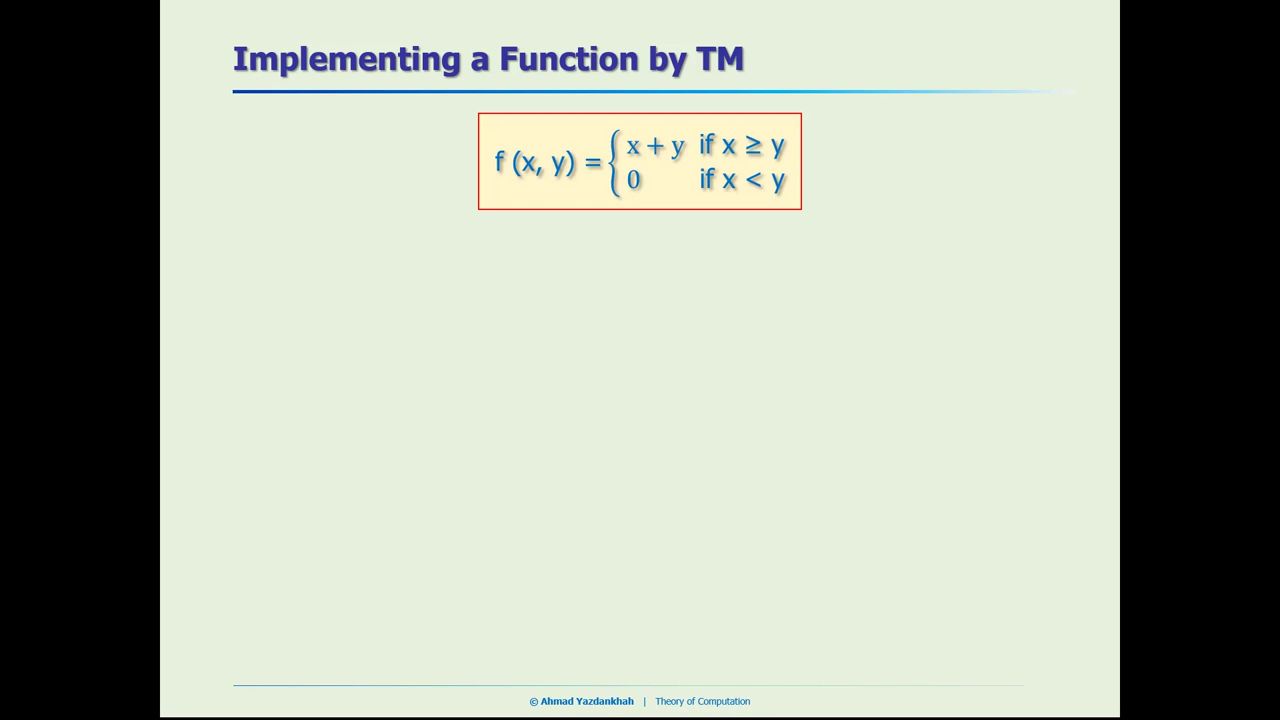 Implementing a Function by TM
f (x, y) = { x + y if x ≥ y
0 if x < y
© Ahmad Yazdankhah | Theory of Computation